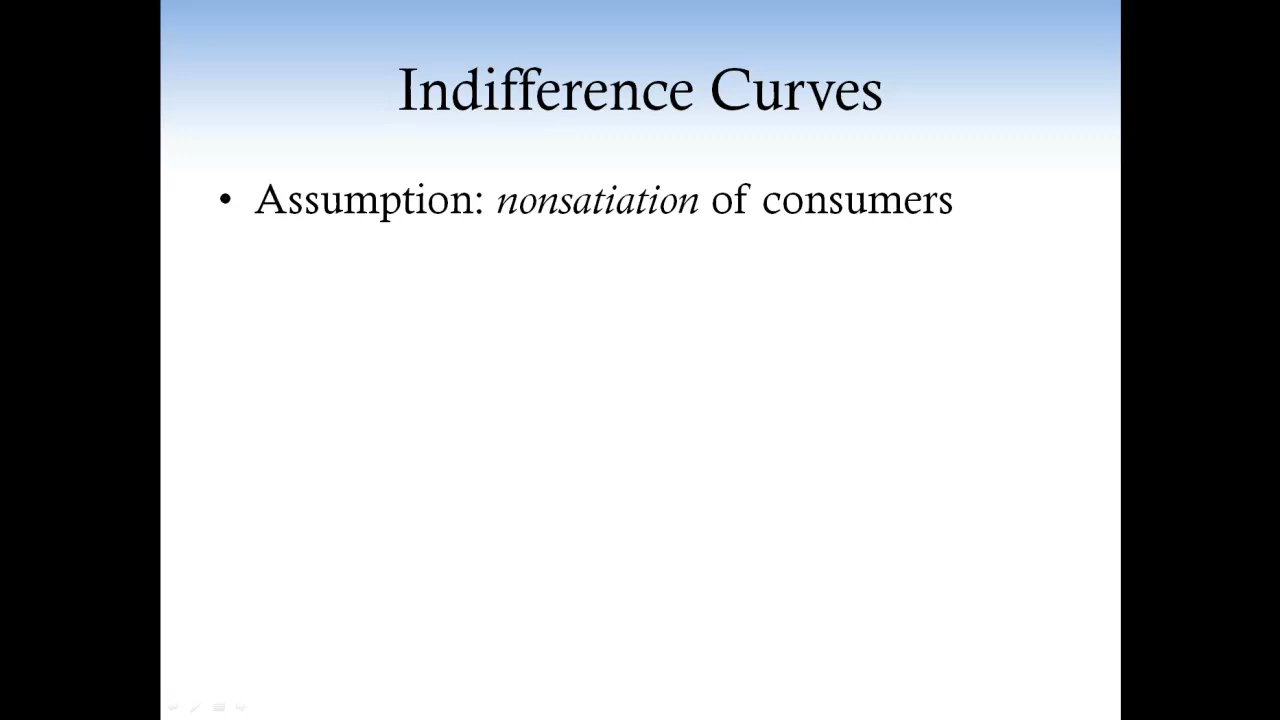 Indifference Curves
• Assumption: nonsatiation of consumers